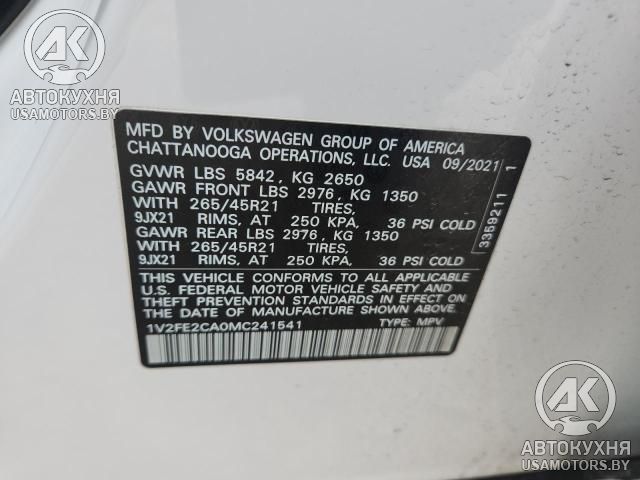 AK
АВТОКУХНЯ
USAMOTORS.BY
MFD BY VOLKSWAGEN GROUP OF AMERICA
CHATTANOOGA OPERATIONS, LLC. USA 09/2021
GVWR LBS 5842, KG 2650
GAWR FRONT LBS 2976, KG 1350
WITH 265/45R21 TIRES,
9JX21 RIMS, AT 250 KPA, 36 PSI COLD
GAWR REAR LBS 2976, KG 1350
WITH 265/45R21 TIRES,
9JX21 RIMS, AT 250 KPA, 36 PSI COLD
THIS VEHICLE CONFORMS TO ALL APPLICABLE
U.S. FEDERAL MOTOR VEHICLE SAFETY AND
THEFT PREVENTION STANDARDS IN EFFECT ON
THE DATE OF MANUFACTURE SHOWN ABOVE.
1V2FE2CA0MC241541 TYPE: MPV
3359211 1
AK
АВТОКУХНЯ
USAMOTORS.BY